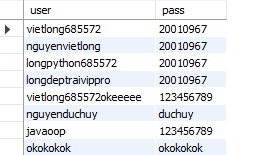 user pass
vietlong685572 20010967
nguyenvietlong 20010967
longpython685572 20010967
longdeptraivippro 20010967
vietlong685572okeeeee 123456789
nguyenduchuy duchuy
javaoop 123456789
okokokok okokokok